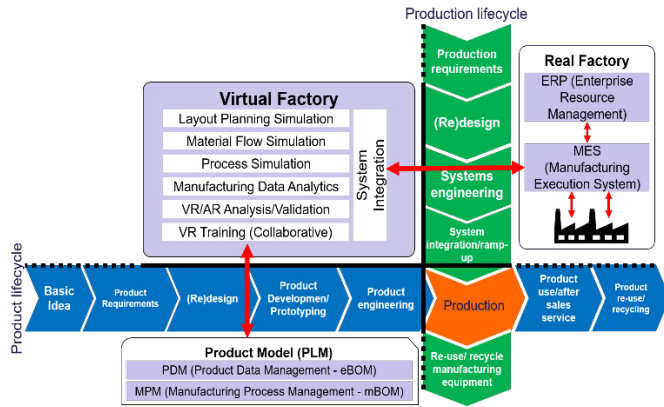 Production lifecycle
Production
requirements
(Re)design
Systems
engineering
System
integration/ramp-
up
Virtual Factory
Layout Planning Simulation
Material Flow Simulation
Process Simulation
Manufacturing Data Analytics
VR/AR Analysis/Validation
VR Training (Collaborative)
System
Integration
Real Factory
ERP (Enterprise
Resource
Management)
MES
(Manufacturing
Execution System)
Product lifecycle
Basic
Idea
Product
Requirements
(Re)design
Product
Developmen/
Prototyping
Product
engineering
Production
Product
use/after
sales
service
Product
re-use/
recycling
Re-use/ recycle
manufacturing
equipment
Product Model (PLM)
PDM (Product Data Management - eBOM)
MPM (Manufacturing Process Management - mBOM)